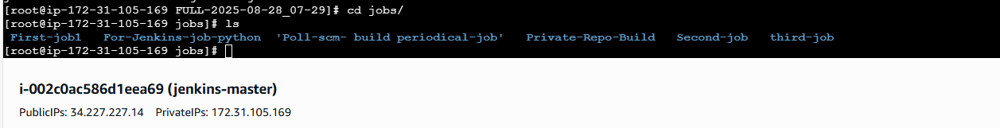 [root@ip-172-31-105-169 FULL-2025-08-28_07-29]# cd jobs/
[root@ip-172-31-105-169 jobs]# ls
First-job1   For-Jenkins-job-python  'Poll-scm- build periodical-job'   Private-Repo-Build   Second-job   third-job
[root@ip-172-31-105-169 jobs]#
i-002c0ac586d1eea69 (jenkins-master)
PublicIPs: 34.227.227.14   PrivateIPs: 172.31.105.169